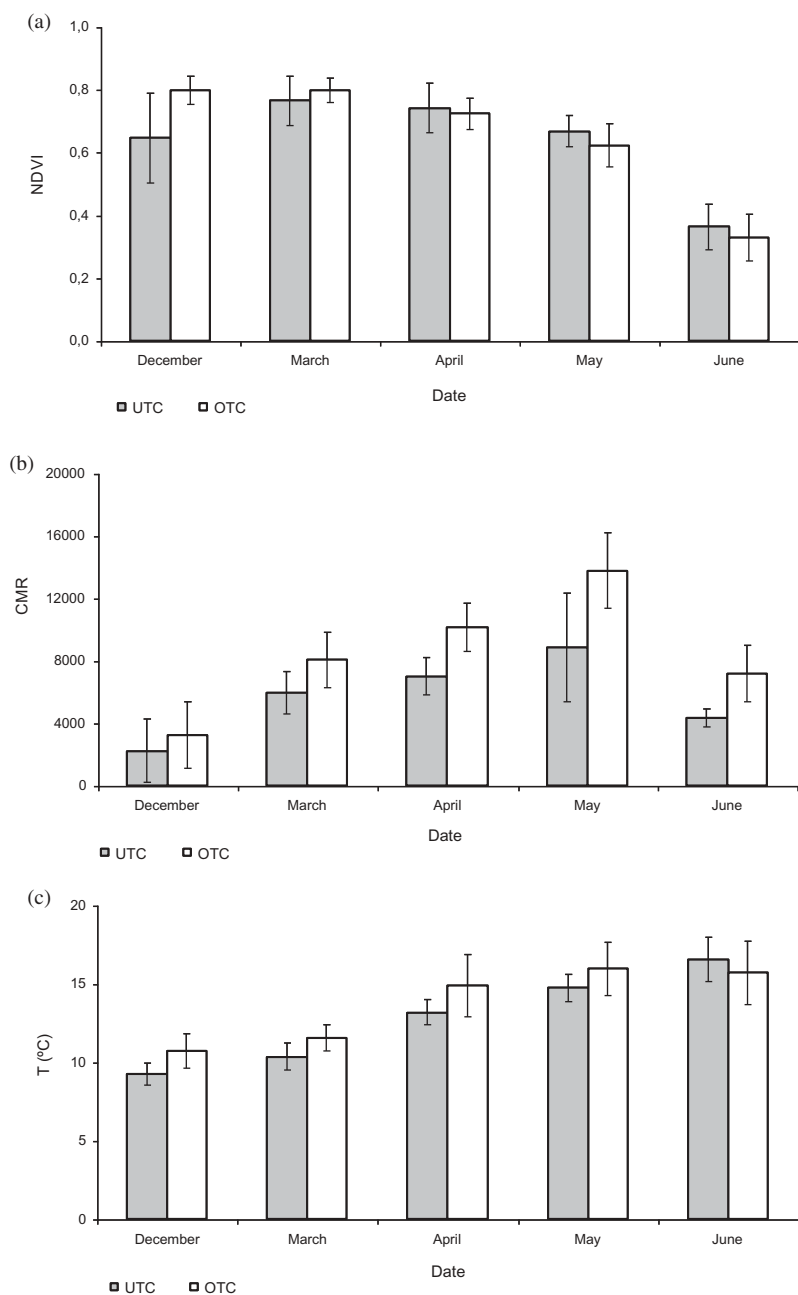 (a)
1,0
0,8
0,6
0,4
0,2
0,0
NDVI
December March April May June
Date
UTC OTC
(b)
20000
16000
12000
8000
4000
0
CMR
December March April May June
Date
UTC OTC
(c)
20
15
10
5
0
T (ºC)
December March April May June
Date
UTC OTC